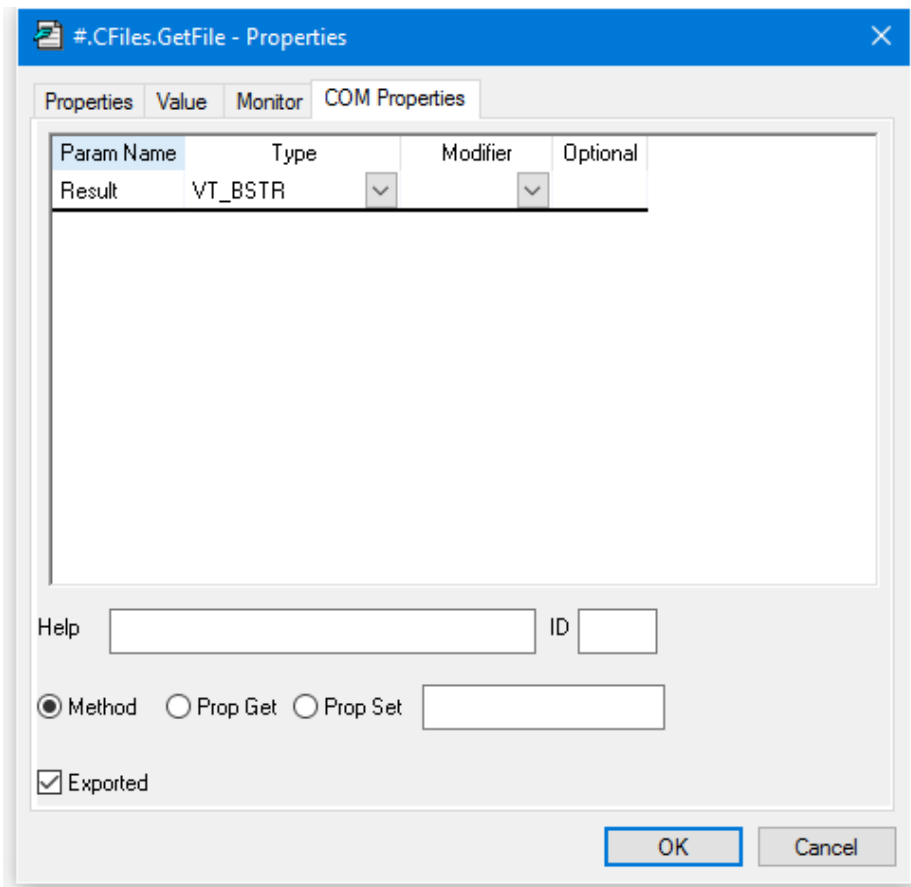 #.CFiles.GetFile - Properties
Properties Value Monitor COM Properties
Param Name Type Modifier Optional
Result VT_BSTR
Help ID
Method Prop Get Prop Set
Exported
OK Cancel